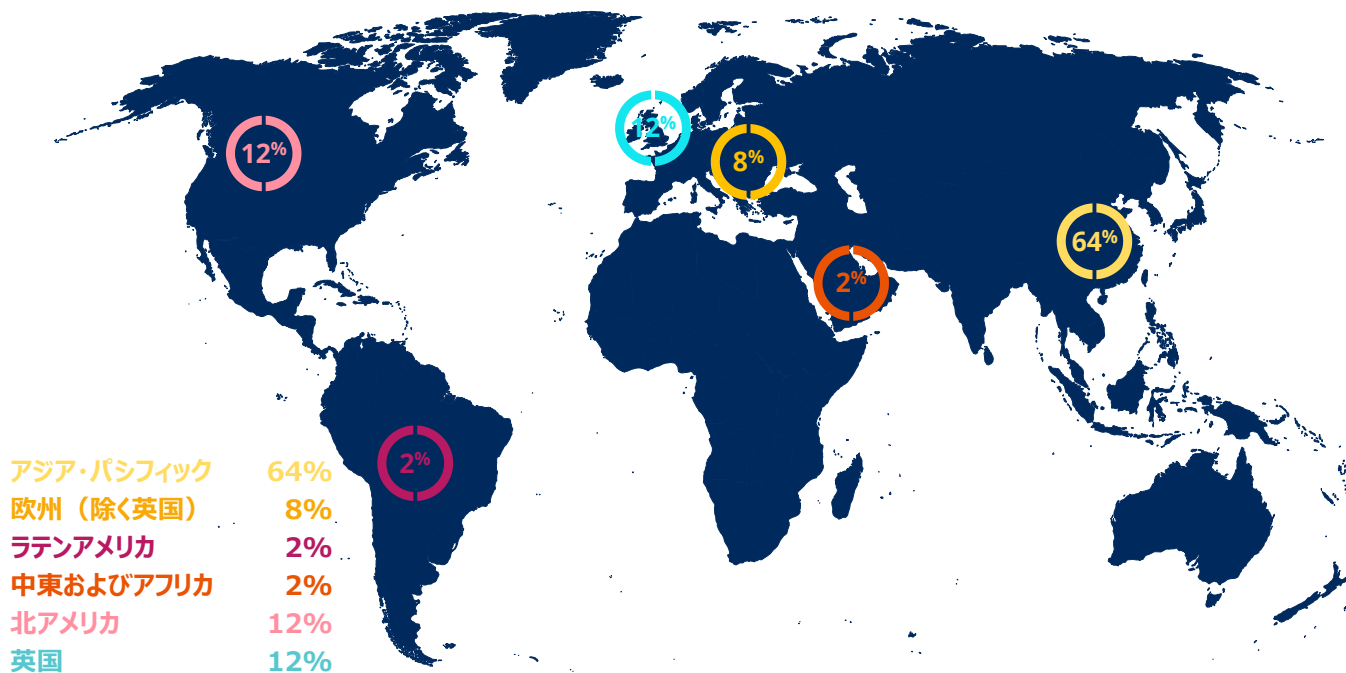 12%
12%
8%
64%
2%
2%
アジア・パシフィック 64%
欧州（除く英国） 8%
ラテンアメリカ 2%
中東およびアフリカ 2%
北アメリカ 12%
英国 12%